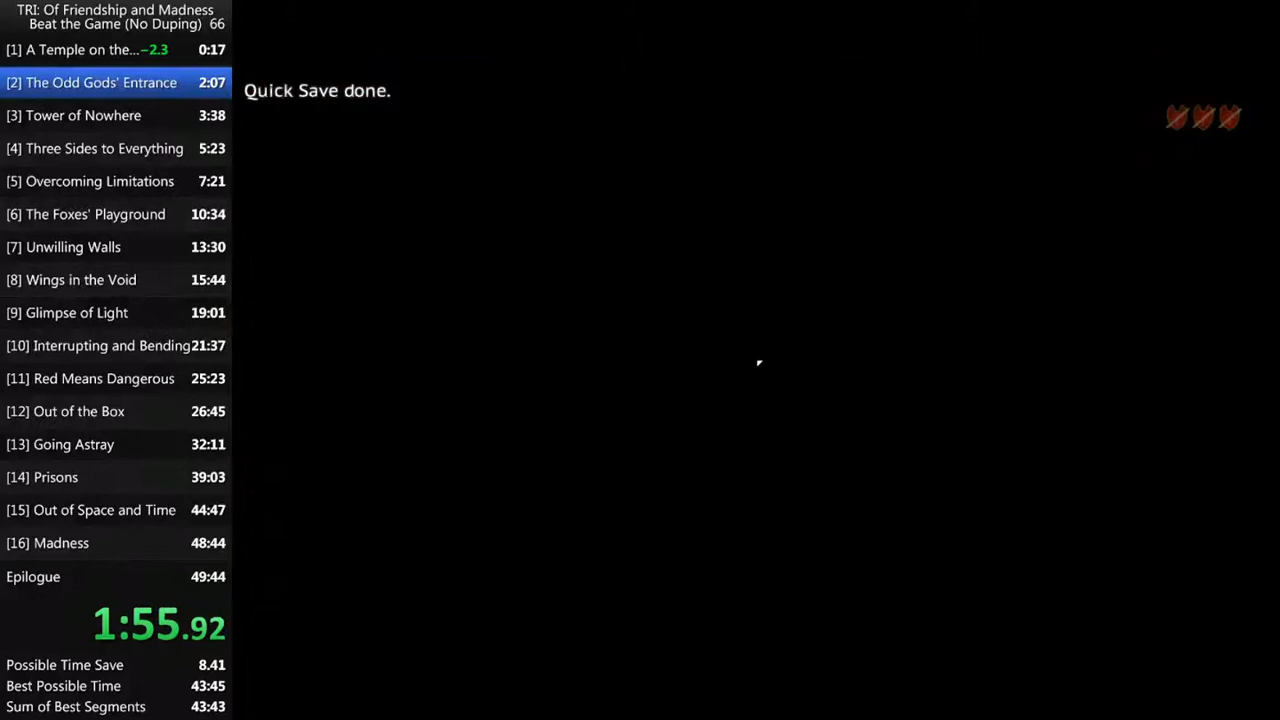 TRI: Of Friendship and Madness
Beat the Game (No Duping) 66
[1] A Temple on the... −2.3 0:17
[2] The Odd Gods' Entrance 2:07
[3] Tower of Nowhere 3:38
[4] Three Sides to Everything 5:23
[5] Overcoming Limitations 7:21
[6] The Foxes' Playground 10:34
[7] Unwilling Walls 13:30
[8] Wings in the Void 15:44
[9] Glimpse of Light 19:01
[10] Interrupting and Bending 21:37
[11] Red Means Dangerous 25:23
[12] Out of the Box 26:45
[13] Going Astray 32:11
[14] Prisons 39:03
[15] Out of Space and Time 44:47
[16] Madness 48:44
Epilogue 49:44
1:55.92
Possible Time Save 8.41
Best Possible Time 43:45
Sum of Best Segments 43:43
Quick Save done.